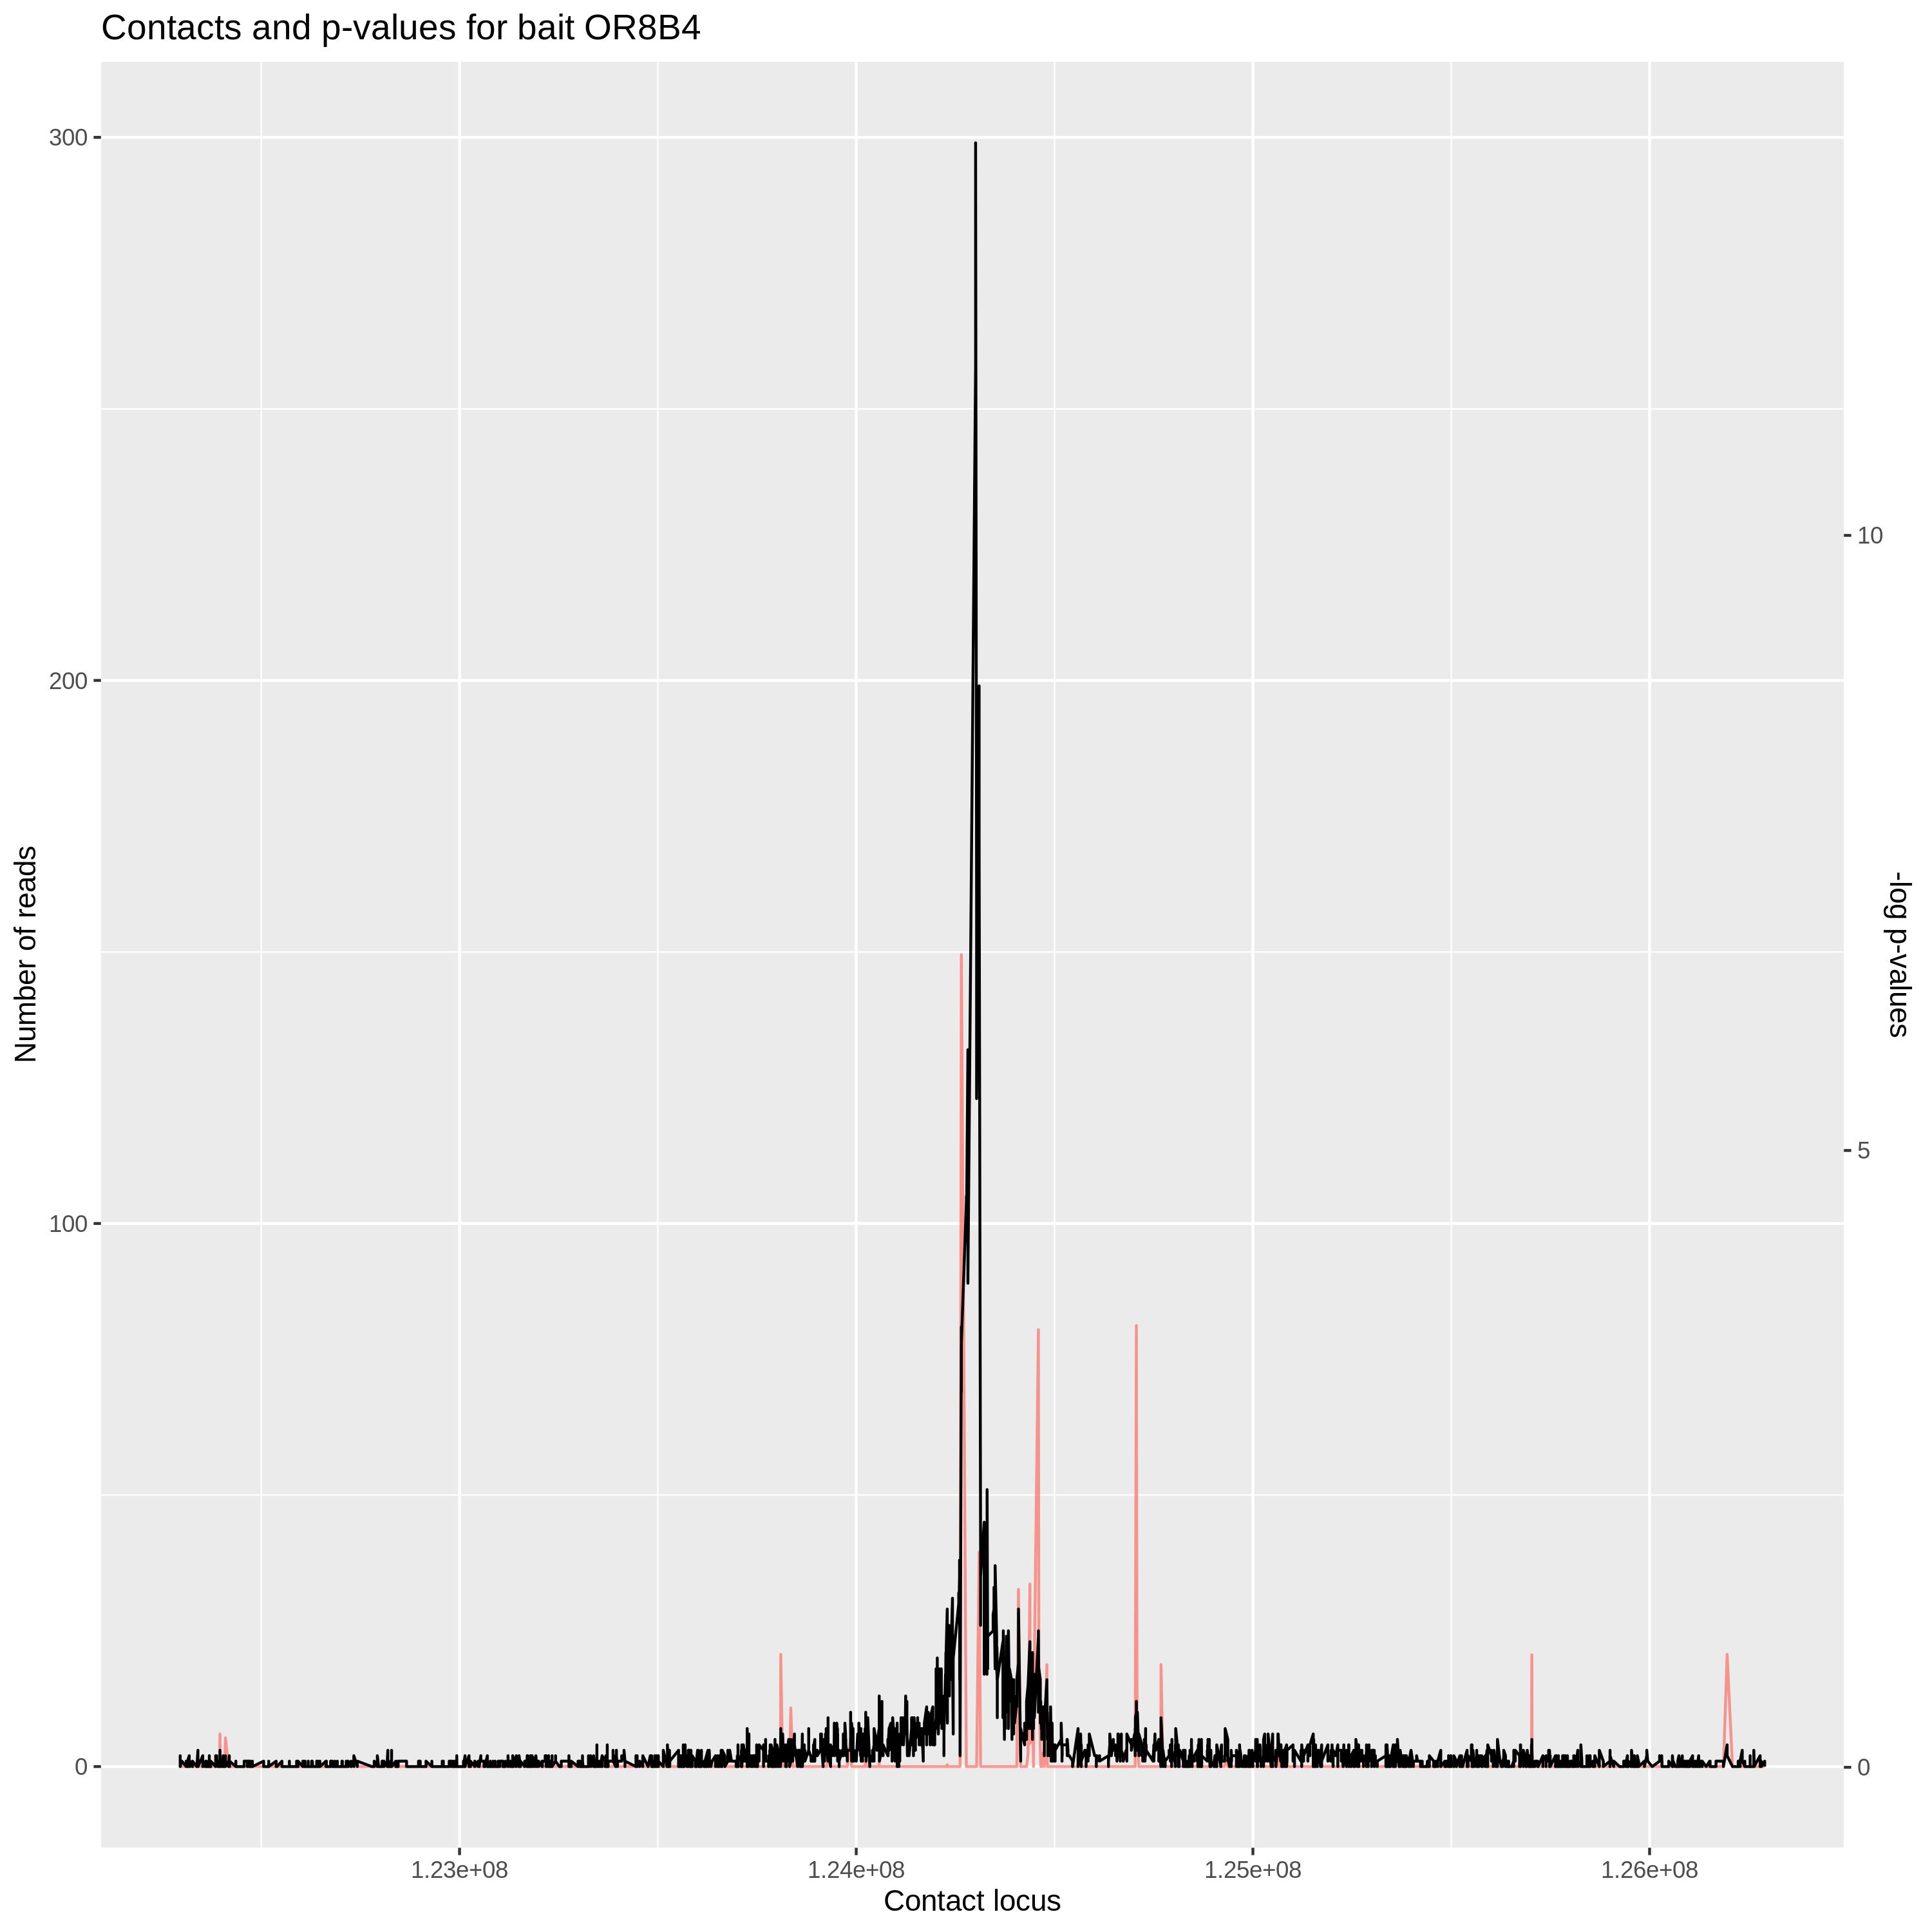 Contacts and p-values for bait OR8B4
300
200
100
0
Number of reads
10
5
0
-log p-values
1.23e+08
1.24e+08
1.25e+08
1.26e+08
Contact locus